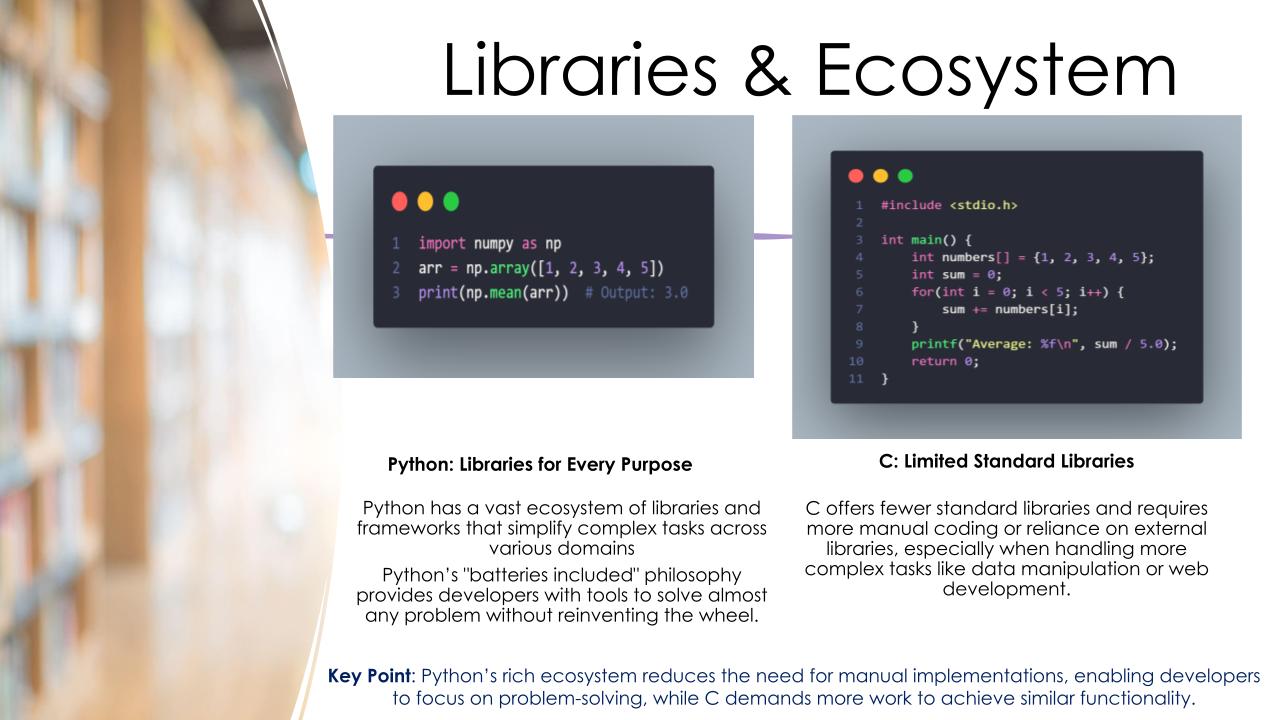 Libraries & Ecosystem
1 import numpy as np
2 arr = np.array([1, 2, 3, 4, 5])
3 print(np.mean(arr)) # Output: 3.0
1 #include <stdio.h>
2
3 int main() {
4 int numbers[] = {1, 2, 3, 4, 5};
5 int sum = 0;
6 for(int i = 0; i < 5; i++) {
7 sum += numbers[i];
8 }
9 printf("Average: %f\n", sum / 5.0);
10 return 0;
11 }
Python: Libraries for Every Purpose
Python has a vast ecosystem of libraries and
frameworks that simplify complex tasks across
various domains
Python’s "batteries included" philosophy
provides developers with tools to solve almost
any problem without reinventing the wheel.
C: Limited Standard Libraries
C offers fewer standard libraries and requires
more manual coding or reliance on external
libraries, especially when handling more
complex tasks like data manipulation or web
development.
Key Point: Python’s rich ecosystem reduces the need for manual implementations, enabling developers
to focus on problem-solving, while C demands more work to achieve similar functionality.